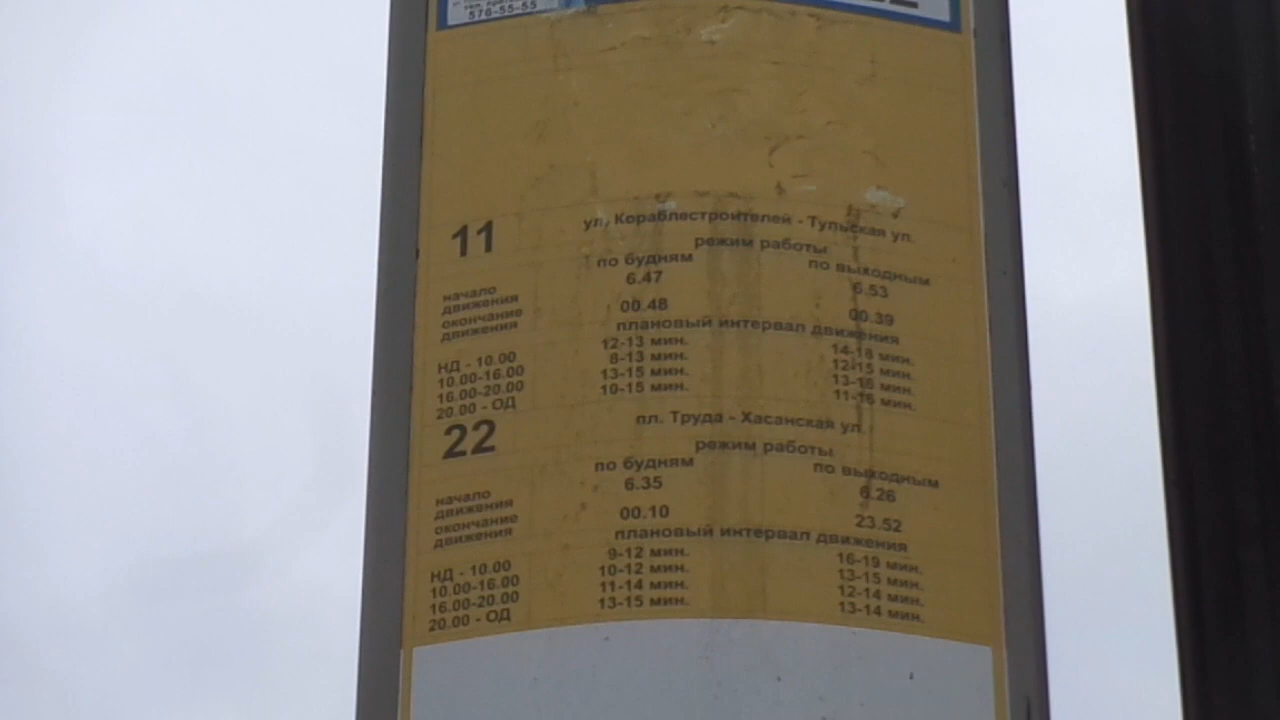 576-55-55
22
11 ул. Кораблестроителей - Тульская ул.
режим работы
по будням по выходным
начало движения 6.47 6.53
окончание движения 00.48 00.39
плановый интервал движения
НД - 10.00 12-13 мин. 14-18 мин.
10.00-16.00 8-13 мин. 12-15 мин.
16.00-20.00 13-15 мин. 13-16 мин.
20.00 - ОД 10-15 мин. 11-16 мин.
22 пл. Труда - Хасанская ул.
режим работы
по будням по выходным
начало движения 6.35 6.26
окончание движения 00.10 23.52
плановый интервал движения
НД - 10.00 9-12 мин. 16-19 мин.
10.00-16.00 10-12 мин. 13-15 мин.
16.00-20.00 11-14 мин. 12-14 мин.
20.00 - ОД 13-15 мин. 13-14 мин.